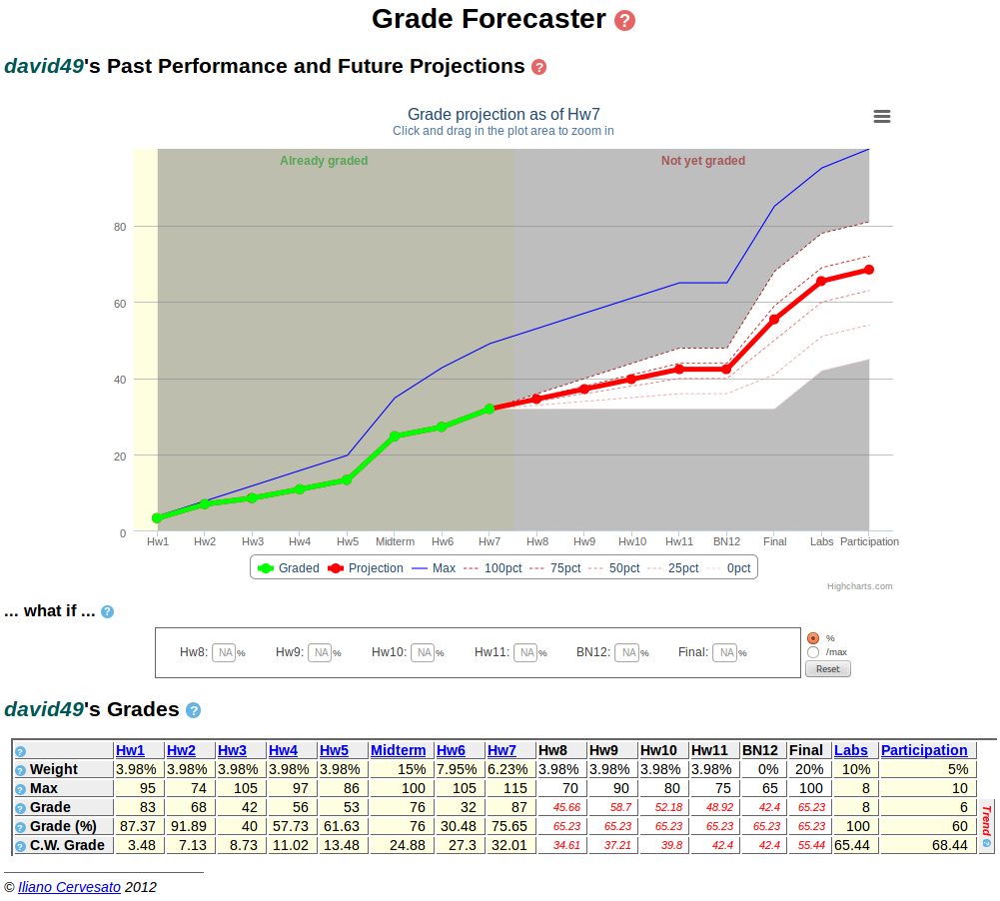 Grade Forecaster ?
david49's Past Performance and Future Projections ?
Grade projection as of Hw7
Click and drag in the plot area to zoom in
Already graded
Not yet graded
80
60
40
20
0
Hw1 Hw2 Hw3 Hw4 Hw5 Midterm Hw6 Hw7 Hw8 Hw9 Hw10 Hw11 BN12 Final Labs Participation
Graded Projection Max 100pct 75pct 50pct 25pct 0pct
Highcharts.com
... what if ... ?
Hw8: NA % Hw9: NA % Hw10: NA % Hw11: NA % BN12: NA % Final: NA %
%
/max
Reset
david49's Grades ?
? Hw1 Hw2 Hw3 Hw4 Hw5 Midterm Hw6 Hw7 Hw8 Hw9 Hw10 Hw11 BN12 Final Labs Participation
? Weight 3.98% 3.98% 3.98% 3.98% 3.98% 15% 7.95% 6.23% 3.98% 3.98% 3.98% 3.98% 0% 20% 10% 5%
? Max 95 74 105 97 86 100 105 115 70 90 80 75 65 100 8 10
? Grade 83 68 42 56 53 76 32 87 45.66 58.7 52.18 48.92 42.4 65.23 8 6
? Grade (%) 87.37 91.89 40 57.73 61.63 76 30.48 75.65 65.23 65.23 65.23 65.23 65.23 65.23 100 60
? C.W. Grade 3.48 7.13 8.73 11.02 13.48 24.88 27.3 32.01 34.61 37.21 39.8 42.4 42.4 55.44 65.44 68.44
Trend ?
© Iliano Cervesato 2012